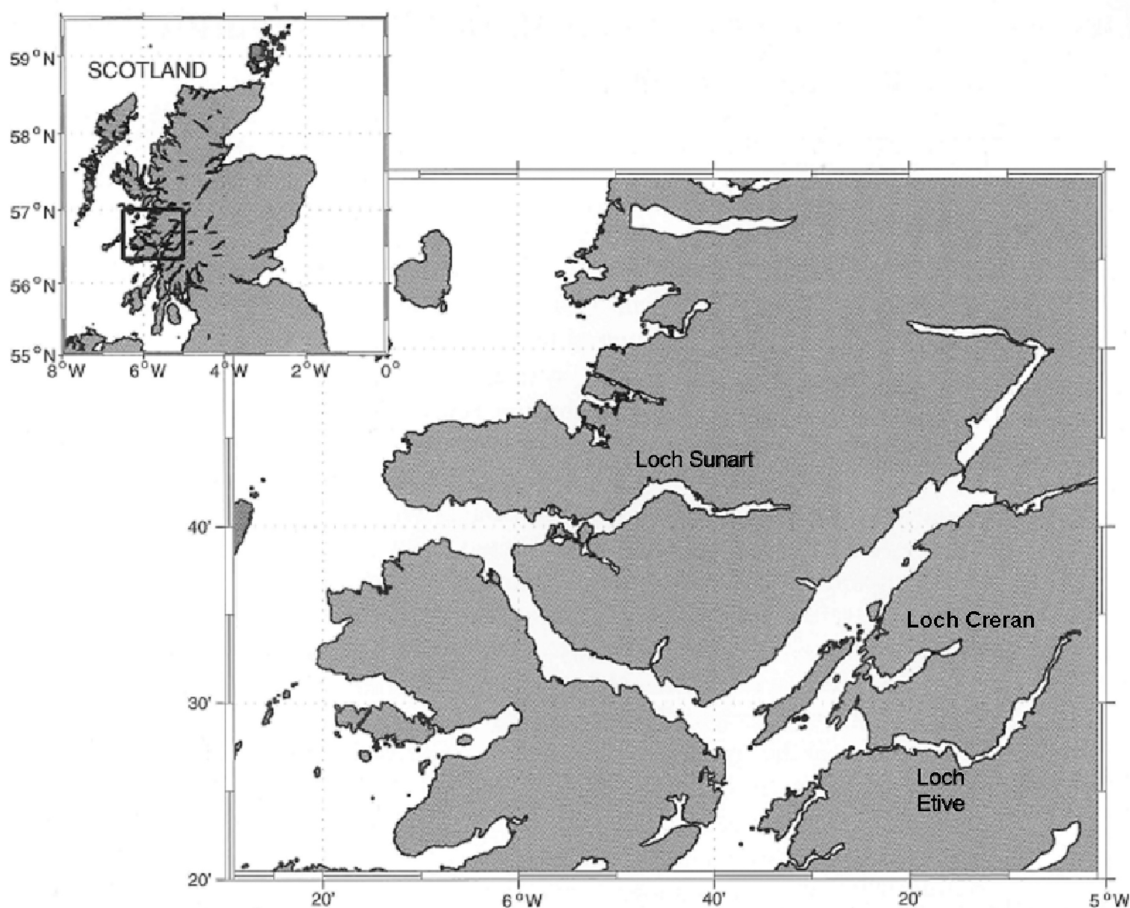 59°N
SCOTLAND
58°N
57°N
56°N
55°N
8°W
6°W
4°W
2°W
0°
Loch Sunart
40'
Loch Creran
30'
Loch
Etive
20'
20'
6°W
40'
20'
5°W